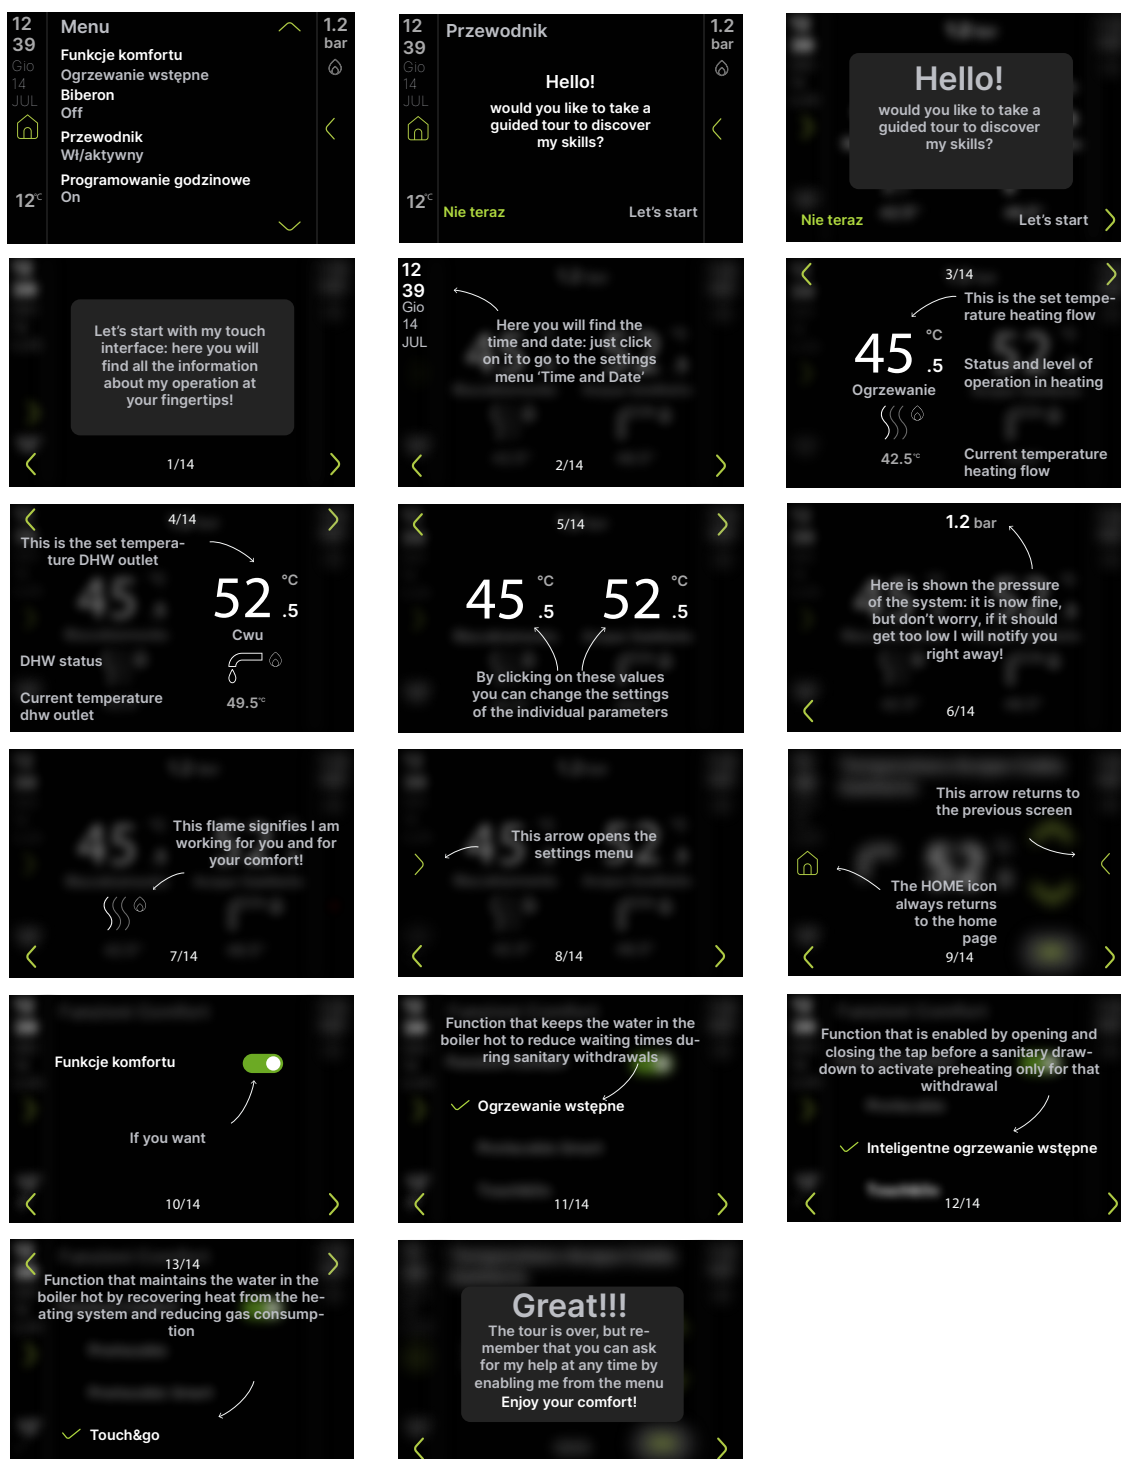 12
39
Gio
14
JUL
12°C
Menu
Funkcje komfortu
Ogrzewanie wstępne
Biberon
Off
Przewodnik
Wł/aktywny
Programowanie godzinowe
On
1.2
bar
12
39
Gio
14
JUL
12°C
Przewodnik
Hello!
would you like to take a
guided tour to discover
my skills?
Nie teraz
Let's start
1.2
bar
Hello!
would you like to take a
guided tour to discover
my skills?
Nie teraz
Let's start
Let's start with my touch
interface: here you will
find all the information
about my operation at
your fingertips!
1/14
12
39
Gio
14
JUL
Here you will find the
time and date: just click
on it to go to the settings
menu ‘Time and Date’
2/14
3/14
This is the set tempe-
rature heating flow
45 °C
.5
Ogrzewanie
Status and level of
operation in heating
42.5°C
Current temperature
heating flow
4/14
This is the set tempera-
ture DHW outlet
52 °C
.5
Cwu
DHW status
Current temperature
dhw outlet
49.5°C
5/14
45 °C
.5
52 °C
.5
By clicking on these values
you can change the settings
of the individual parameters
1.2 bar
Here is shown the pressure
of the system: it is now fine,
but don't worry, if it should
get too low I will notify you
right away!
6/14
This flame signifies I am
working for you and for
your comfort!
7/14
This arrow opens the
settings menu
8/14
This arrow returns to
the previous screen
The HOME icon
always returns
to the home
page
9/14
Funkcje komfortu
If you want
10/14
Function that keeps the water in the
boiler hot to reduce waiting times du-
ring sanitary withdrawals
Ogrzewanie wstępne
11/14
Function that is enabled by opening and
closing the tap before a sanitary draw-
down to activate preheating only for that
withdrawal
Inteligentne ogrzewanie wstępne
12/14
13/14
Function that maintains the water in the
boiler hot by recovering heat from the he-
ating system and reducing gas consump-
tion
Touch&go
Great!!!
The tour is over, but re-
member that you can ask
for my help at any time by
enabling me from the menu
Enjoy your comfort!